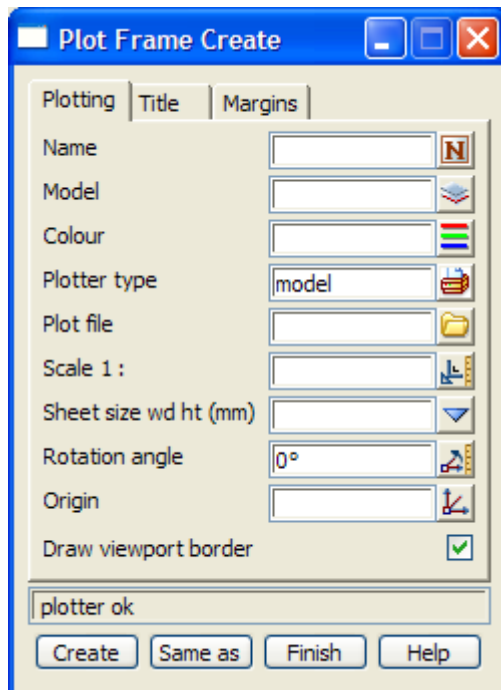 Plot Frame Create
Plotting Title Margins
Name N
Model
Colour
Plotter type model
Plot file
Scale 1 :
Sheet size wd ht (mm)
Rotation angle 0°
Origin
Draw viewport border
plotter ok
Create Same as Finish Help